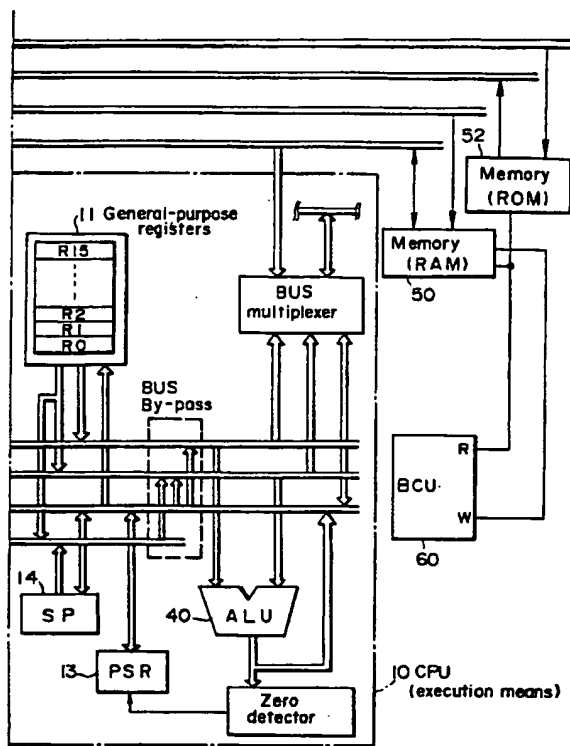 52
Memory
(ROM)
11 General-purpose
registers
R15
R2
R1
R0
Memory
(RAM)
50
BUS
multiplexer
BUS
By-pass
BCU
R
W
60
14
SP
40
ALU
13
PSR
10 CPU
(execution means)
Zero
detector